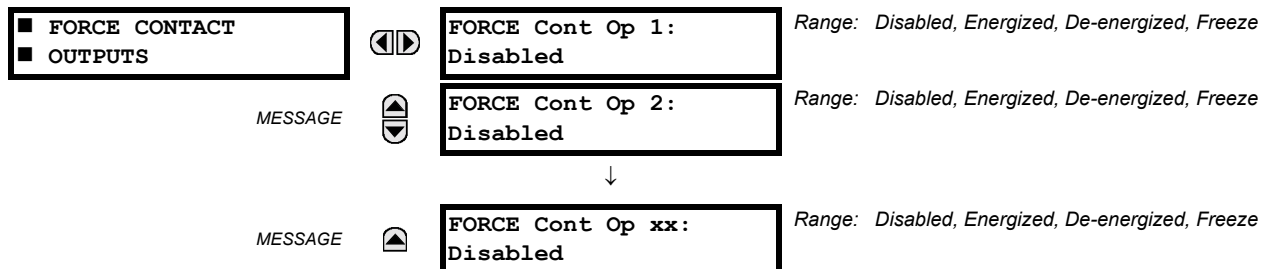 ■ FORCE CONTACT
■ OUTPUTS
FORCE Cont Op 1:
Disabled
Range: Disabled, Energized, De-energized, Freeze
MESSAGE
FORCE Cont Op 2:
Disabled
Range: Disabled, Energized, De-energized, Freeze
↓
MESSAGE
FORCE Cont Op xx:
Disabled
Range: Disabled, Energized, De-energized, Freeze